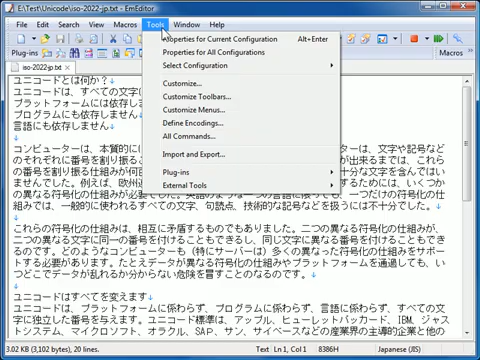 E:\Test\Unicode\iso-2022-jp.txt - EmEditor
File Edit Search View Macros Tools Window Help
Properties for Current Configuration Alt+Enter
Plug-ins Properties for All Configurations Macros
iso-2022-jp.txt Select Configuration
ユニコードとは何か？
ユニコードは、すべての文字に Customize...
プラットフォームには依存しま Customize Toolbars...
プログラムにも依存しません Customize Menus...
言語にも依存しません Define Encodings...
All Commands...
コンピューターは、本質的に は、文字や記号など
Import and Export...
のそれぞれに番号を割り振る 出来るまでは、これら
の番号を割り振る仕組みが何 Plug-ins 十分な文字を含んではい
ませんでした。例えば、欧州 External Tools するためには、いくつか
の異なる符号化の仕組みが必要でした。英語のような一つの言語に限っても、一つだけの符号化の仕
組みでは、一般的に使われるすべての文字、句読点、技術的な記号などを扱うには不十分でした。
これらの符号化の仕組みは、相互に矛盾するものでもありました。二つの異なる符号化の仕組みが、
二つの異なる文字に同一の番号を付けることもできるし、同じ文字に異なる番号を付けることもでき
るのです。どのようなコンピューターも（特にサーバーは）多くの異なった符号化の仕組みをサポー
トする必要があります。たとえデータが異なる符号化の仕組みやプラットフォームを通過しても、い
つどこでデータが乱れるか分からない危険を冒すことのなるのです。
ユニコードはすべてを変えます
ユニコードは、プラットフォームに係わらず、プログラムに係わらず、言語に係わらず、すべての文
字に独立した番号を与えます。ユニコード標準は、アップル、ヒューレットパッカード、IBM、ジャ
ストシステム、マイクロソフト、オラクル、SAP、サン、サイベースなどの産業界の主導的企業と他の
3.02 KB (3,102 bytes), 20 lines. Text Ln 1, Col 1 8386H Japanese (JIS)